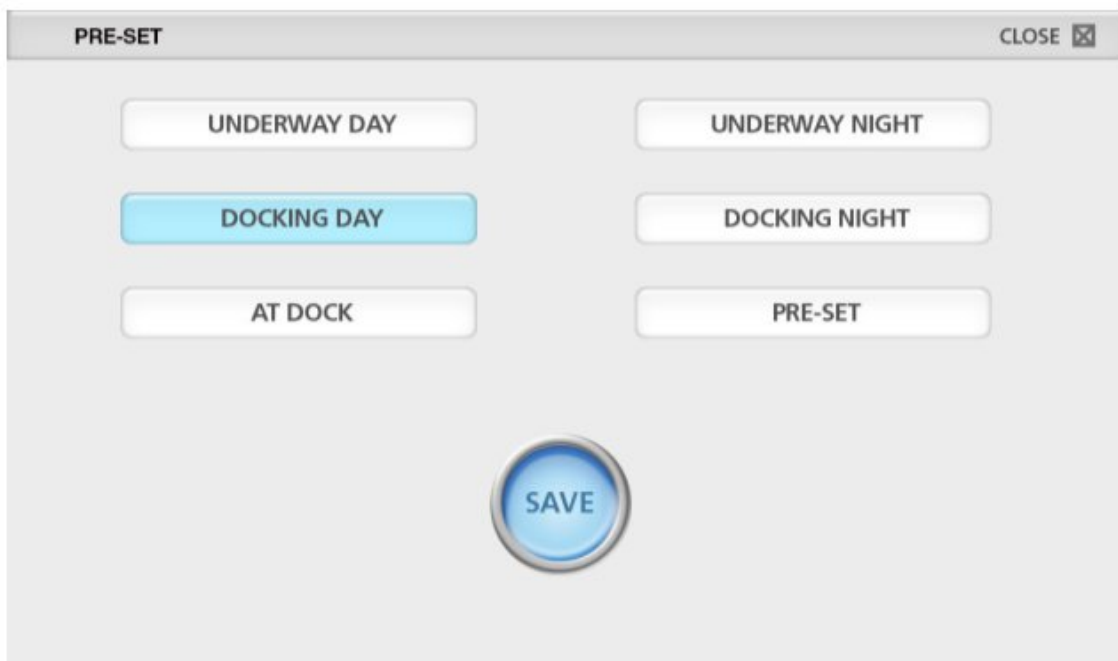 PRE-SET CLOSE
UNDERWAY DAY UNDERWAY NIGHT
DOCKING DAY DOCKING NIGHT
AT DOCK PRE-SET
SAVE